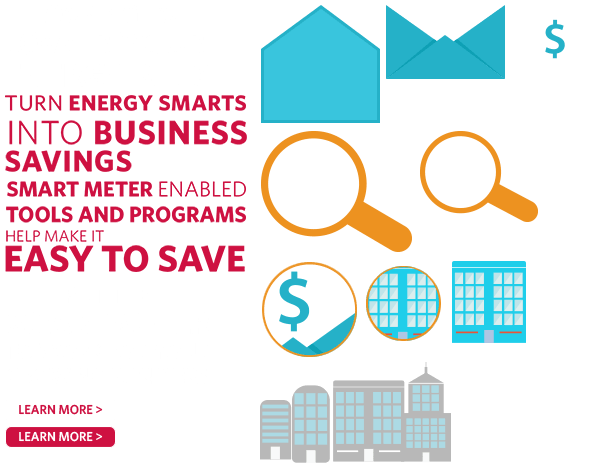 TURN ENERGY SMARTS
INTO BUSINESS
SAVINGS
SMART METER ENABLED
TOOLS AND PROGRAMS
HELP MAKE IT
EASY TO SAVE
$
$
LEARN MORE >
LEARN MORE >